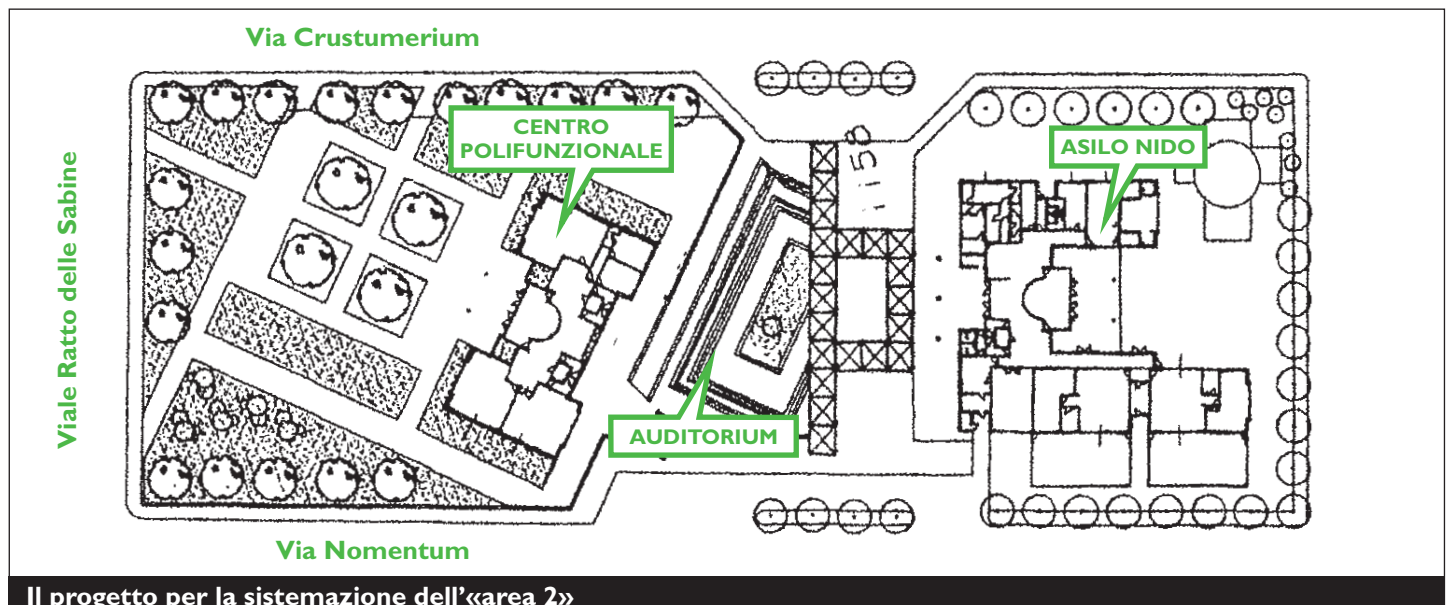 Via Crustumerium
CENTRO
POLIFUNZIONALE
ASILO NIDO
Viale Ratto delle Sabine
AUDITORIUM
Via Nomentum
Il progetto per la sistemazione dell'«area 2»